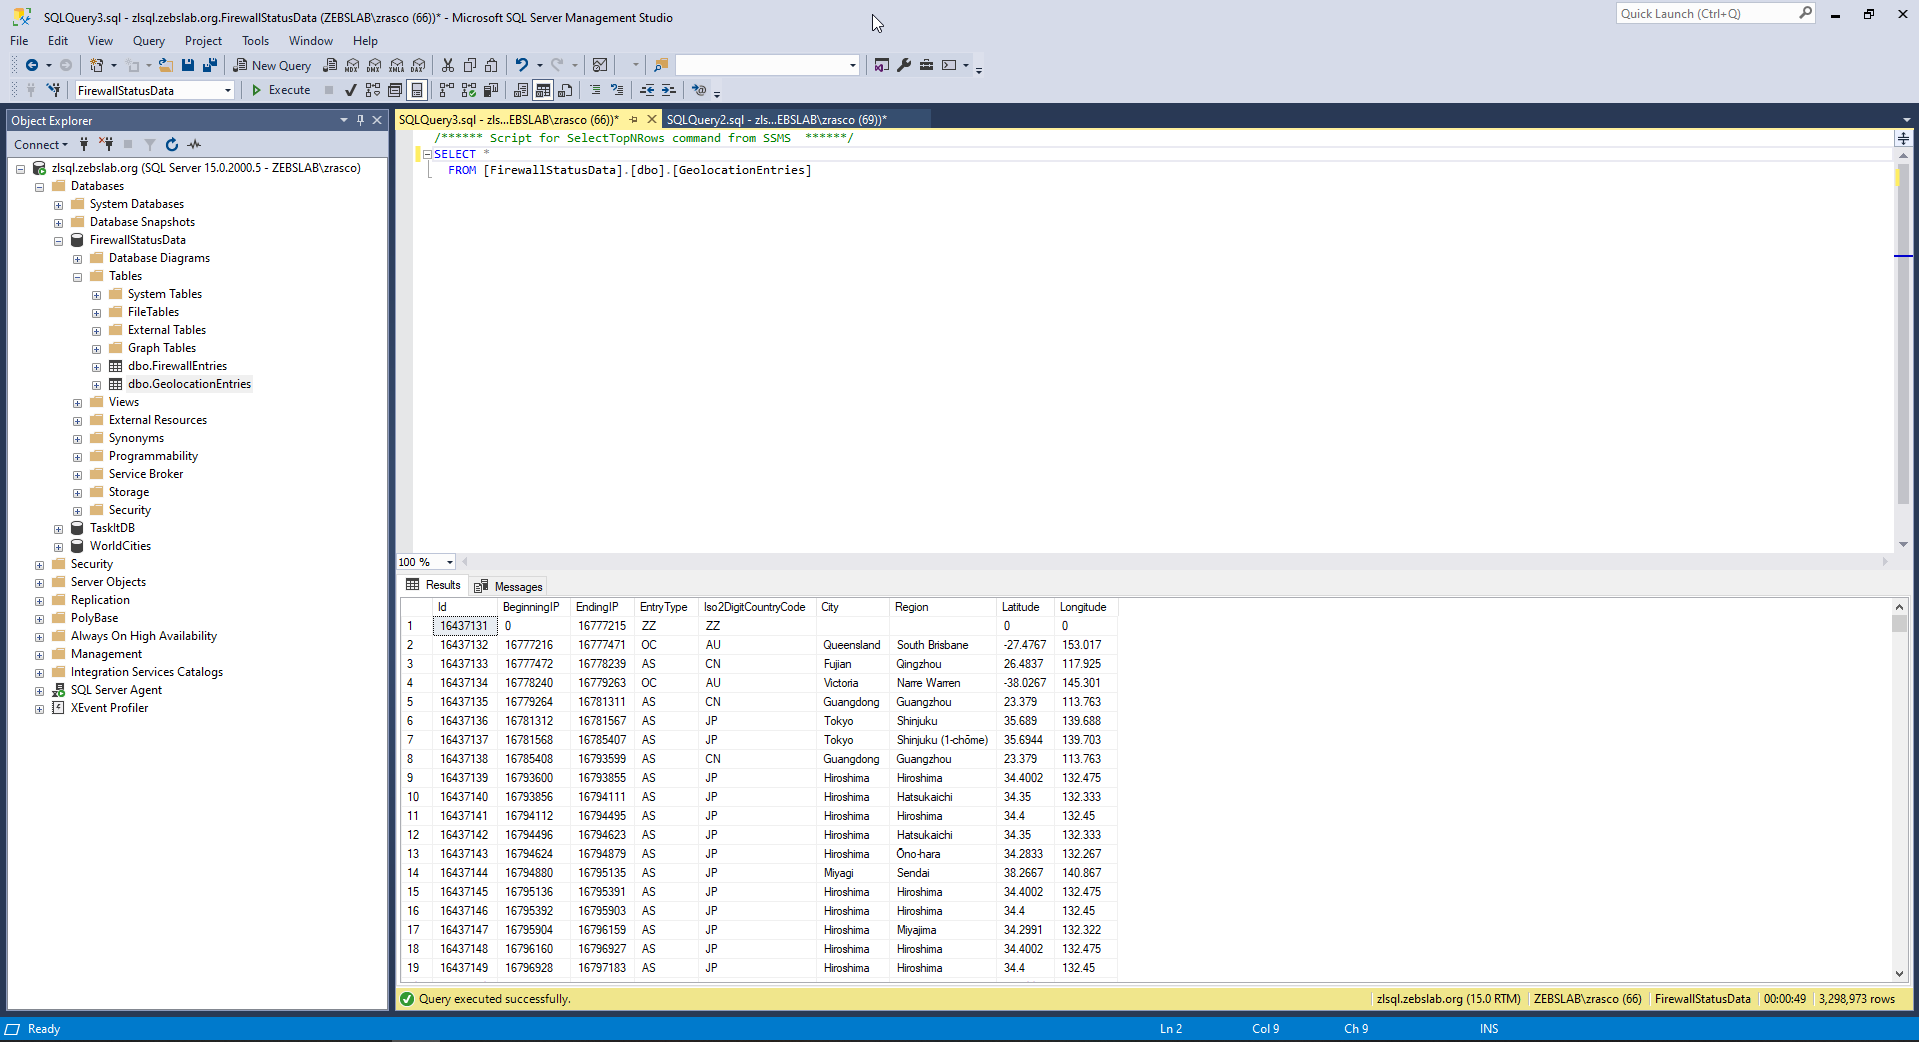 SQLQuery3.sql - zlsql.zebslab.org.FirewallStatusData (ZEBSLAB\zrasco (66))* - Microsoft SQL Server Management Studio
Quick Launch (Ctrl+Q)
File Edit View Query Project Tools Window Help
New Query MDX DMX XMLA DAX
FirewallStatusData Execute
Object Explorer
Connect
zlsql.zebslab.org (SQL Server 15.0.2000.5 - ZEBSLAB\zrasco)
Databases
System Databases
Database Snapshots
FirewallStatusData
Database Diagrams
Tables
System Tables
FileTables
External Tables
Graph Tables
dbo.FirewallEntries
dbo.GeolocationEntries
Views
External Resources
Synonyms
Programmability
Service Broker
Storage
Security
TaskItDB
WorldCities
Security
Server Objects
Replication
PolyBase
Always On High Availability
Management
Integration Services Catalogs
SQL Server Agent
XEvent Profiler
SQLQuery3.sql - zls...EBSLAB\zrasco (66))* SQLQuery2.sql - zls...EBSLAB\zrasco (69))*
/****** Script for SelectTopNRows command from SSMS ******/
SELECT *
FROM [FirewallStatusData].[dbo].[GeolocationEntries]
100 %
Results Messages
Id BeginningIP EndingIP EntryType Iso2DigitCountryCode City Region Latitude Longitude
1 16437131 0 16777215 ZZ ZZ 0 0
2 16437132 16777216 16777471 OC AU Queensland South Brisbane -27.4767 153.017
3 16437133 16777472 16778239 AS CN Fujian Qingzhou 26.4837 117.925
4 16437134 16778240 16779263 OC AU Victoria Narre Warren -38.0267 145.301
5 16437135 16779264 16781311 AS CN Guangdong Guangzhou 23.379 113.763
6 16437136 16781312 16781567 AS JP Tokyo Shinjuku 35.689 139.688
7 16437137 16781568 16785407 AS JP Tokyo Shinjuku (1-chōme) 35.6944 139.703
8 16437138 16785408 16793599 AS CN Guangdong Guangzhou 23.379 113.763
9 16437139 16793600 16793855 AS JP Hiroshima Hiroshima 34.4002 132.475
10 16437140 16793856 16794111 AS JP Hiroshima Hatsukaichi 34.35 132.333
11 16437141 16794112 16794495 AS JP Hiroshima Hiroshima 34.4 132.45
12 16437142 16794496 16794623 AS JP Hiroshima Hatsukaichi 34.35 132.333
13 16437143 16794624 16794879 AS JP Hiroshima Ōno-hara 34.2833 132.267
14 16437144 16794880 16795135 AS JP Miyagi Sendai 38.2667 140.867
15 16437145 16795136 16795391 AS JP Hiroshima Hiroshima 34.4002 132.475
16 16437146 16795392 16795903 AS JP Hiroshima Hiroshima 34.4 132.45
17 16437147 16795904 16796159 AS JP Hiroshima Miyajima 34.2991 132.322
18 16437148 16796160 16796927 AS JP Hiroshima Hiroshima 34.4002 132.475
19 16437149 16796928 16797183 AS JP Hiroshima Hiroshima 34.4 132.45
Query executed successfully. zlsql.zebslab.org (15.0 RTM) ZEBSLAB\zrasco (66) FirewallStatusData 00:00:49 3,298,973 rows
Ready Ln 2 Col 9 Ch 9 INS